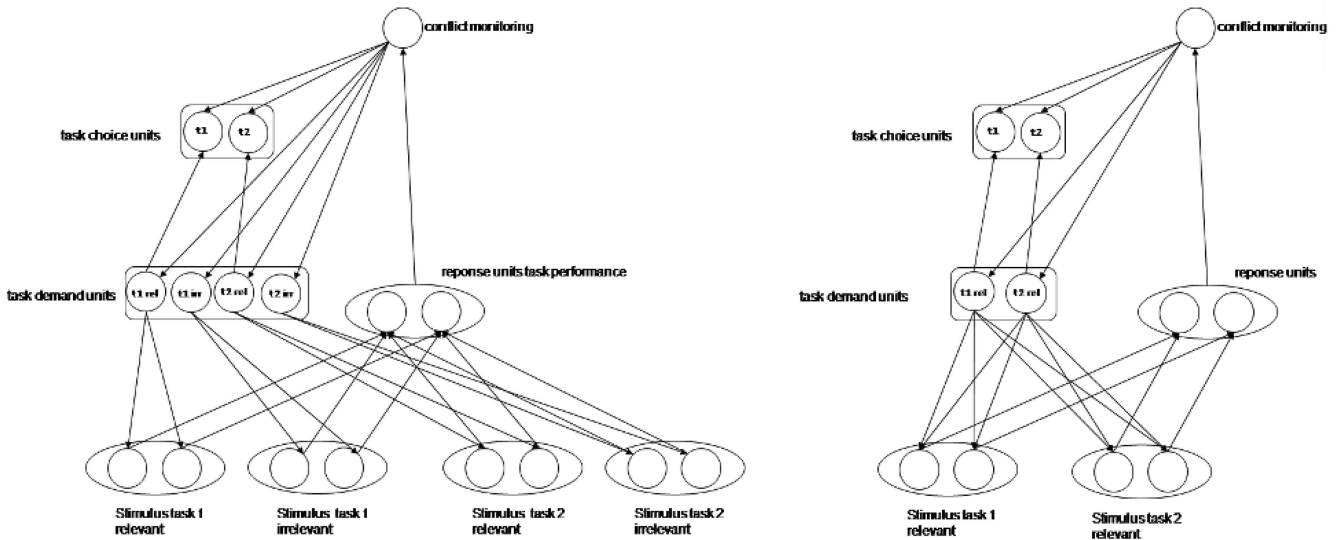 conflict monitoring
task choice units
t1
t2
reponse units task performance
task demand units
t1 rel
t1 irr
t2 rel
t2 irr
Stimulus task 1
relevant
Stimulus task 1
irrelevant
Stimulus task 2
relevant
Stimulus task 2
irrelevant
conflict monitoring
task choice units
t1
t2
reponse units
task demand units
t1 rel
t2 rel
Stimulus task 1
relevant
Stimulus task 2
relevant